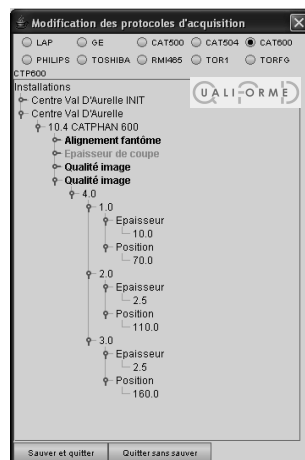 Modification des protocoles d'acquisition
LAP GE CAT500 CAT504 CAT600
PHILIPS TOSHIBA RMI465 TOR1 TORFG
CTP600
QUALIFORMED
Installations
Centre Val D'Aurelle INIT
Centre Val D'Aurelle
10.4 CATPHAN 600
Alignement fantôme
Epaisseur de coupe
Qualité image
Qualité image
4.0
1.0
Epaisseur
10.0
Position
70.0
2.0
Epaisseur
2.5
Position
110.0
3.0
Epaisseur
2.5
Position
160.0
Sauver et quitter Quitter sans sauver